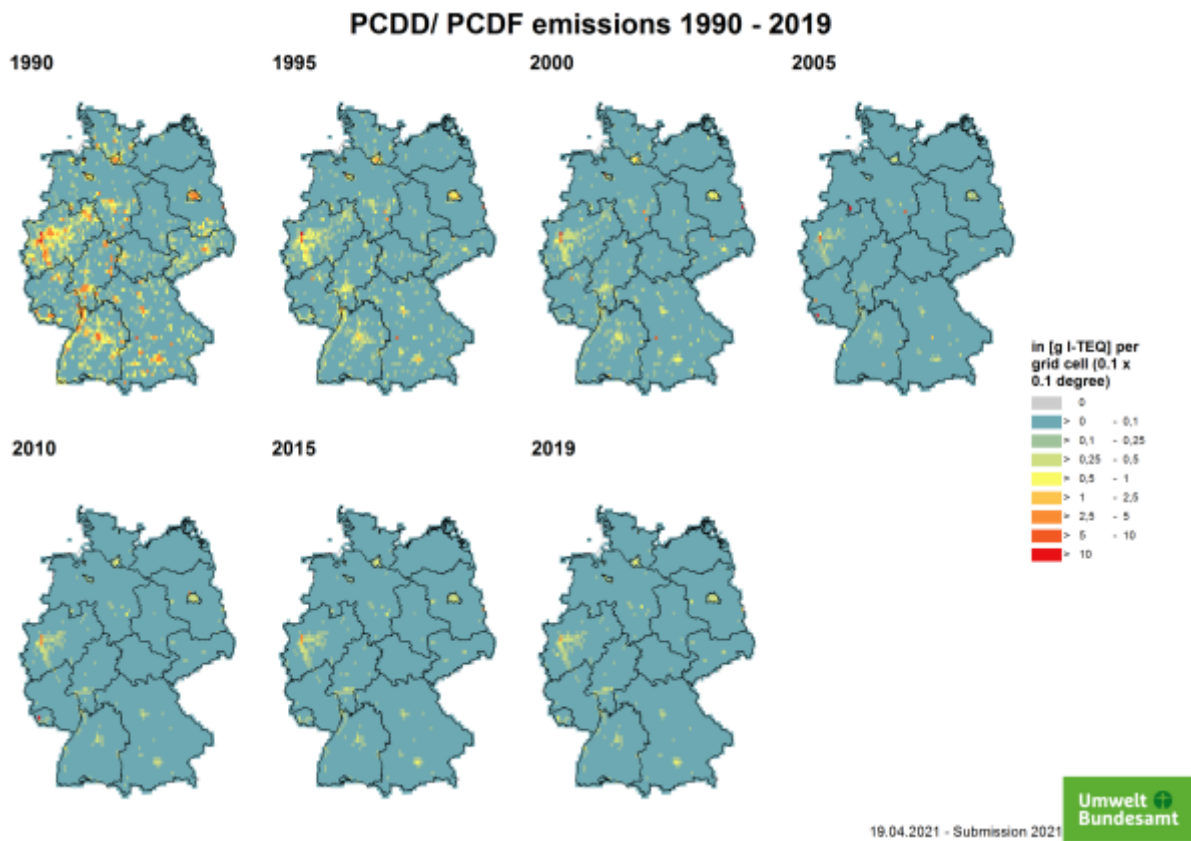 PCDD/ PCDF emissions 1990 - 2019
1990
1995
2000
2005
in [g I-TEQ] per
grid cell (0.1 x
0.1 degree)
0
> 0 - 0,1
> 0,1 - 0,25
> 0,25 - 0,5
> 0,5 - 1
> 1 - 2,5
> 2,5 - 5
> 5 - 10
> 10
2010
2015
2019
Umwelt
Bundesamt
19.04.2021 - Submission 2021